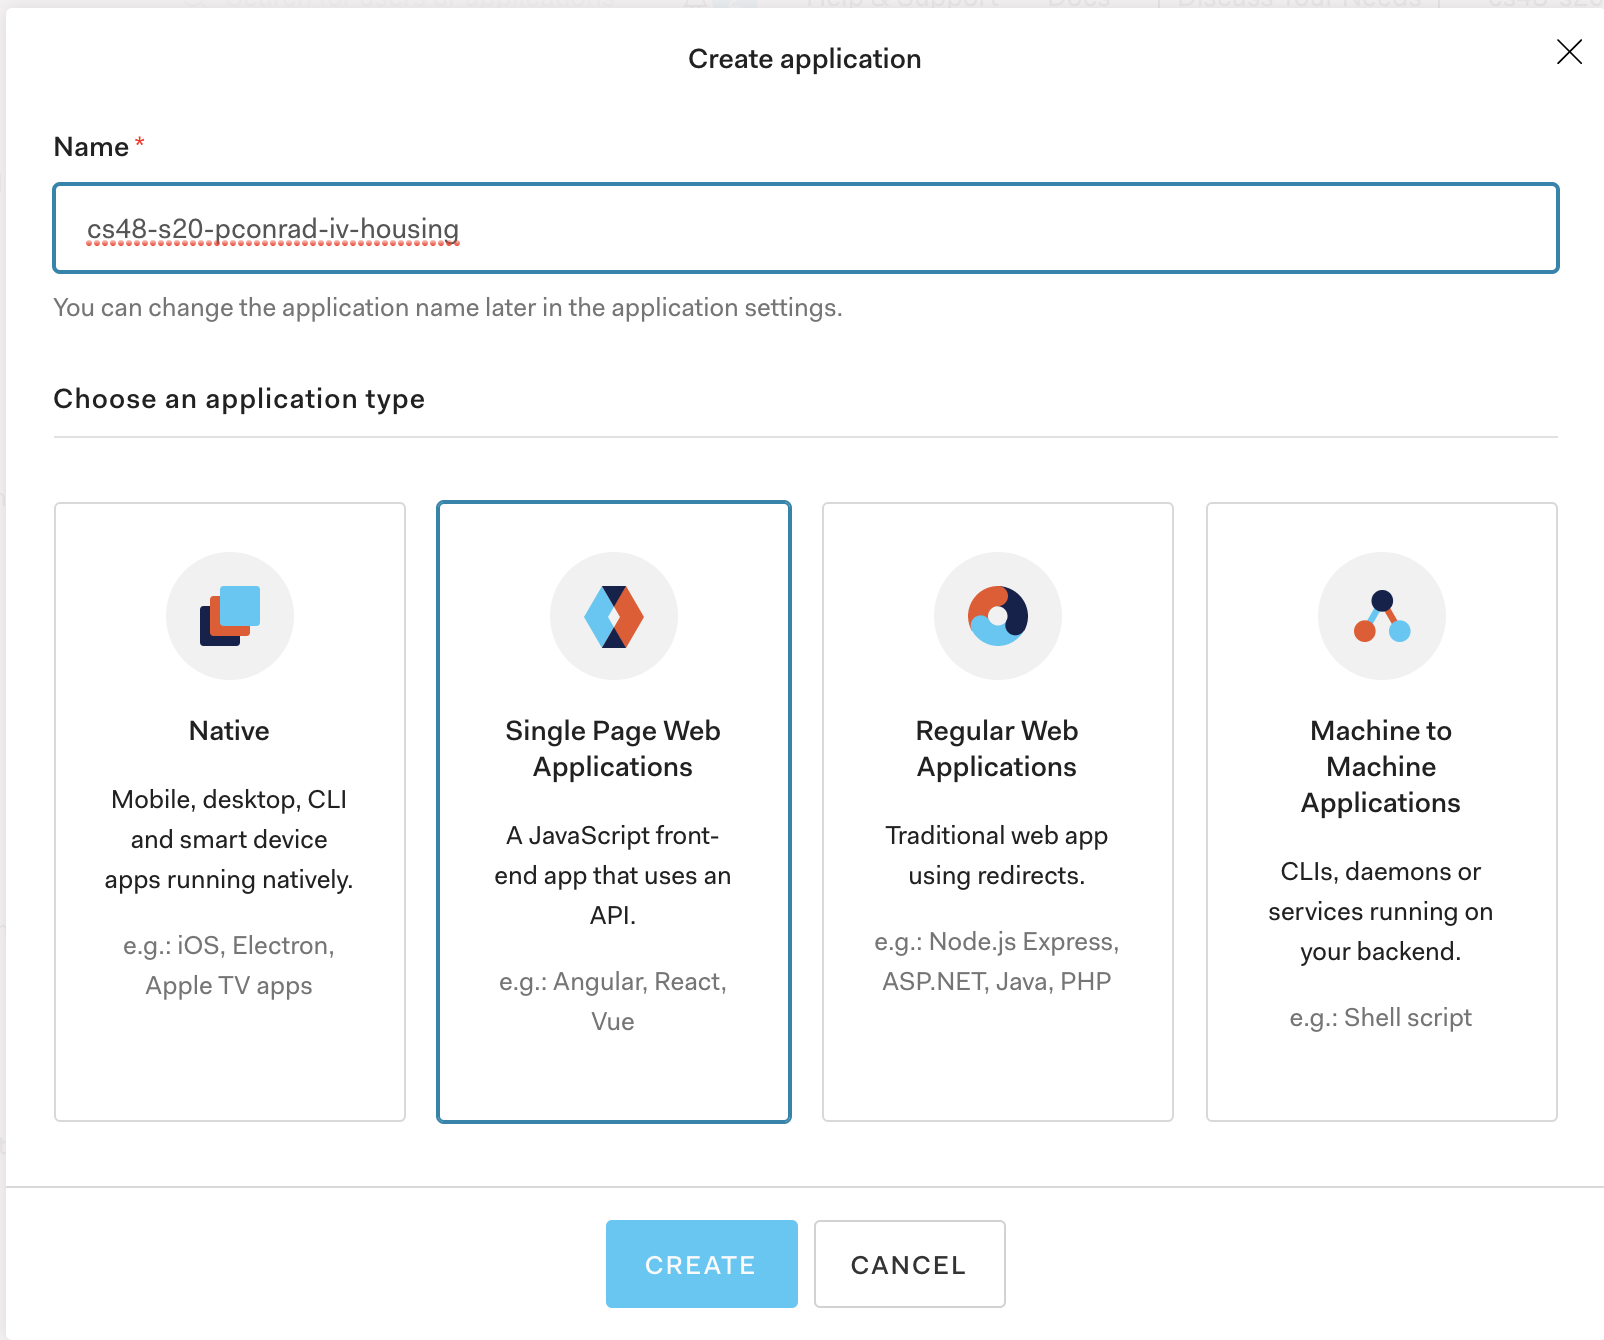 Create application
Name *
cs48-s20-pconrad-iv-housing
You can change the application name later in the application settings.
Choose an application type
Native
Mobile, desktop, CLI
and smart device
apps running natively.
e.g.: iOS, Electron,
Apple TV apps
Single Page Web
Applications
A JavaScript front-
end app that uses an
API.
e.g.: Angular, React,
Vue
Regular Web
Applications
Traditional web app
using redirects.
e.g.: Node.js Express,
ASP.NET, Java, PHP
Machine to
Machine
Applications
CLIs, daemons or
services running on
your backend.
e.g.: Shell script
CREATE
CANCEL